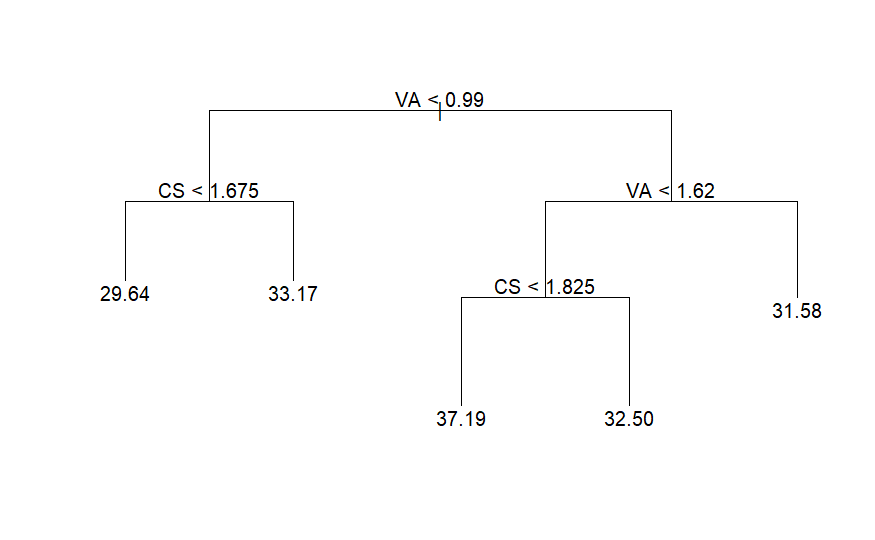 VA < 0.99
CS < 1.675
VA < 1.62
29.64
33.17
CS < 1.825
31.58
37.19
32.50